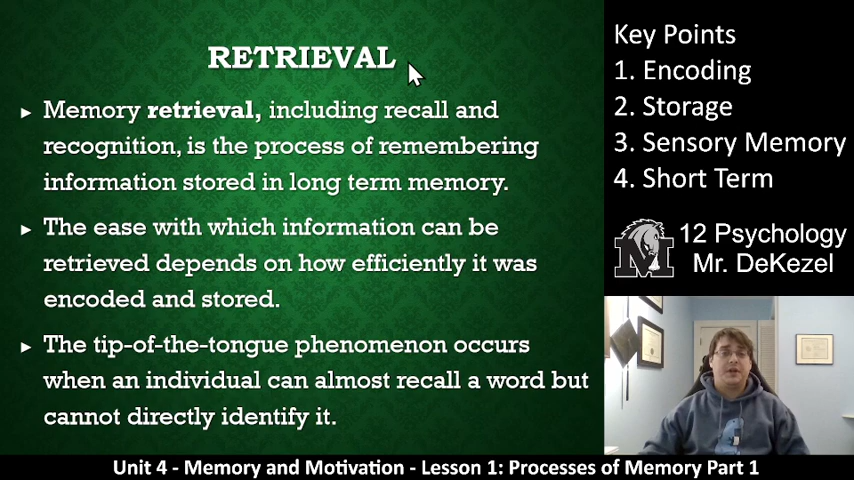 RETRIEVAL
Memory retrieval, including recall and
recognition, is the process of remembering
information stored in long term memory.
The ease with which information can be
retrieved depends on how efficiently it was
encoded and stored.
The tip-of-the-tongue phenomenon occurs
when an individual can almost recall a word but
cannot directly identify it.
Key Points
1. Encoding
2. Storage
3. Sensory Memory
4. Short Term
M
12 Psychology
Mr. DeKezel
Unit 4 - Memory and Motivation - Lesson 1: Processes of Memory Part 1